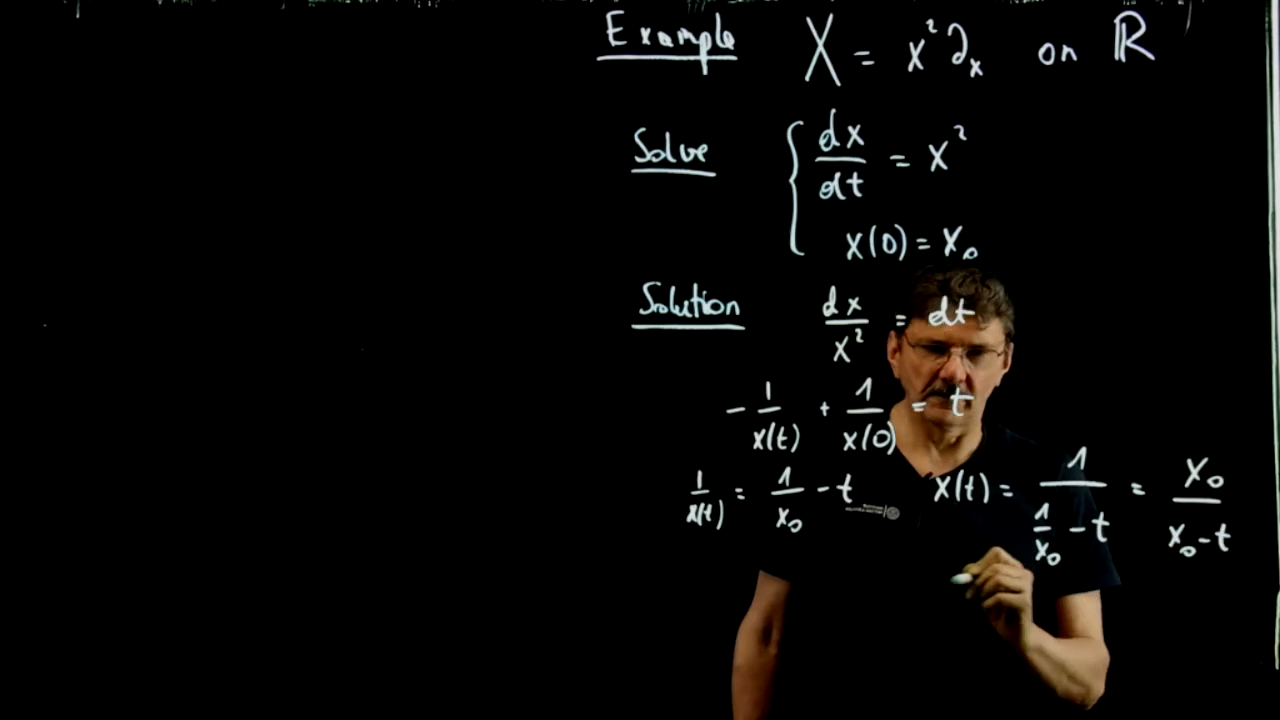 Example X = x² ∂ₓ on ℝ
Solve { dx/dt = x²
x(0) = x₀
Solution dx/x² = dt
- 1/x(t) + 1/x(0) = t
1/x(t) = 1/x₀ - t x(t) = 1/(1/x₀ - t) = x₀/(x₀ - t)